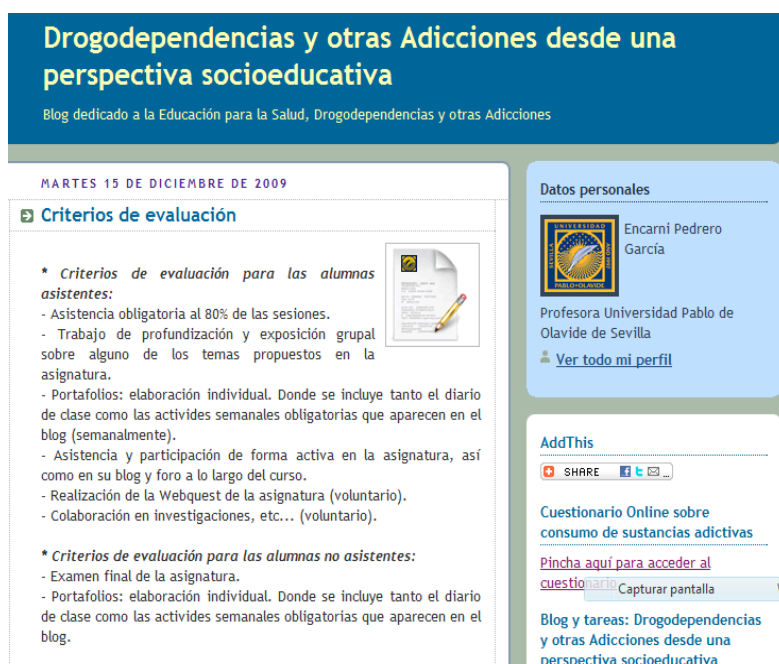 Drogodependencias y otras Adicciones desde una
perspectiva socioeducativa
Blog dedicado a la Educación para la Salud, Drogodependencias y otras Adicciones
MARTES 15 DE DICIEMBRE DE 2009
Criterios de evaluación
* Criterios de evaluación para las alumnas
asistentes:
- Asistencia obligatoria al 80% de las sesiones.
- Trabajo de profundización y exposición grupal
sobre alguno de los temas propuestos en la
asignatura.
- Portafolios: elaboración individual. Donde se incluye tanto el diario
de clase como las activides semanales obligatorias que aparecen en el
blog (semanalmente).
- Asistencia y participación de forma activa en la asignatura, así
como en su blog y foro a lo largo del curso.
- Realización de la Webquest de la asignatura (voluntario).
- Colaboración en investigaciones, etc... (voluntario).
* Criterios de evaluación para las alumnas no asistentes:
- Examen final de la asignatura.
- Portafolios: elaboración individual. Donde se incluye tanto el diario
de clase como las activides semanales obligatorias que aparecen en el
blog.
Datos personales
UNIVERSIDAD
SEVILLA
PABLO·OLAVIDE
Encarni Pedrero
García
Profesora Universidad Pablo de
Olavide de Sevilla
Ver todo mi perfil
AddThis
SHARE
Cuestionario Online sobre
consumo de sustancias adictivas
Pincha aquí para acceder al
cuestionario
Capturar pantalla
Blog y tareas: Drogodependencias
y otras Adicciones desde una
perspectiva socioeducativa